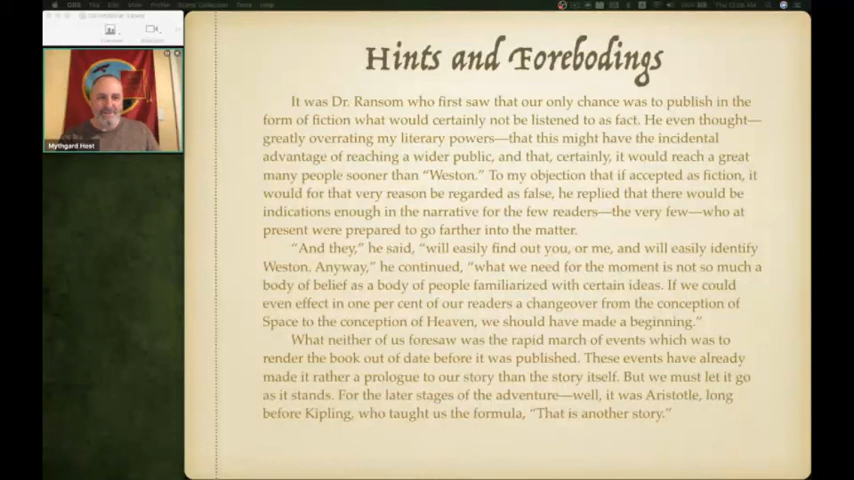 Thu 12:06 AM
Mythgard Host
Hints and Forebodings
It was Dr. Ransom who first saw that our only chance was to publish in the
form of fiction what would certainly not be listened to as fact. He even thought—
greatly overrating my literary powers—that this might have the incidental
advantage of reaching a wider public, and that, certainly, it would reach a great
many people sooner than “Weston.” To my objection that if accepted as fiction, it
would for that very reason be regarded as false, he replied that there would be
indications enough in the narrative for the few readers—the very few—who at
present were prepared to go farther into the matter.
“And they,” he said, “will easily find out you, or me, and will easily identify
Weston. Anyway,” he continued, “what we need for the moment is not so much a
body of belief as a body of people familiarized with certain ideas. If we could
even effect in one per cent of our readers a changeover from the conception of
Space to the conception of Heaven, we should have made a beginning.”
What neither of us foresaw was the rapid march of events which was to
render the book out of date before it was published. These events have already
made it rather a prologue to our story than the story itself. But we must let it go
as it stands. For the later stages of the adventure—well, it was Aristotle, long
before Kipling, who taught us the formula, “That is another story.”